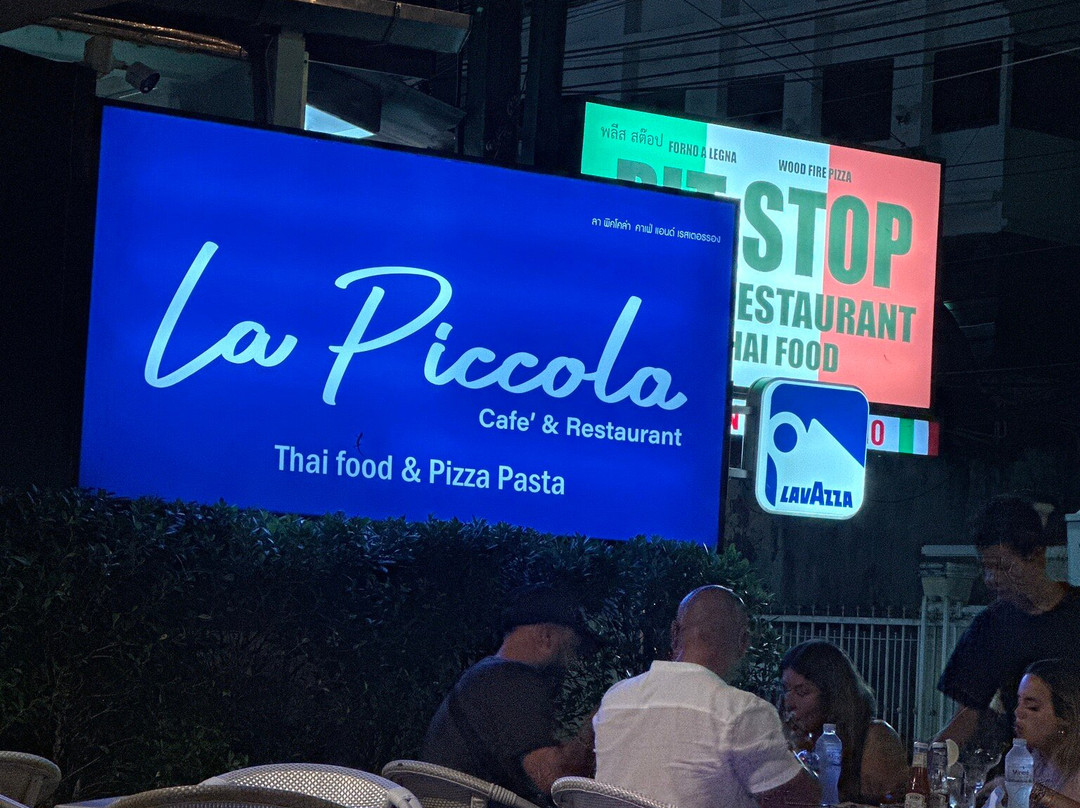 ลา พิคโคล่า คาเฟ่ แอนด์ เรสเตอรรอง
La Piccola
Cafe' & Restaurant
Thai food & Pizza Pasta
พลีส สต๊อป FORNO A LEGNA
WOOD FIRE PIZZA
STOP
ESTAURANT
HAI FOOD
N
O
LAVAZZA